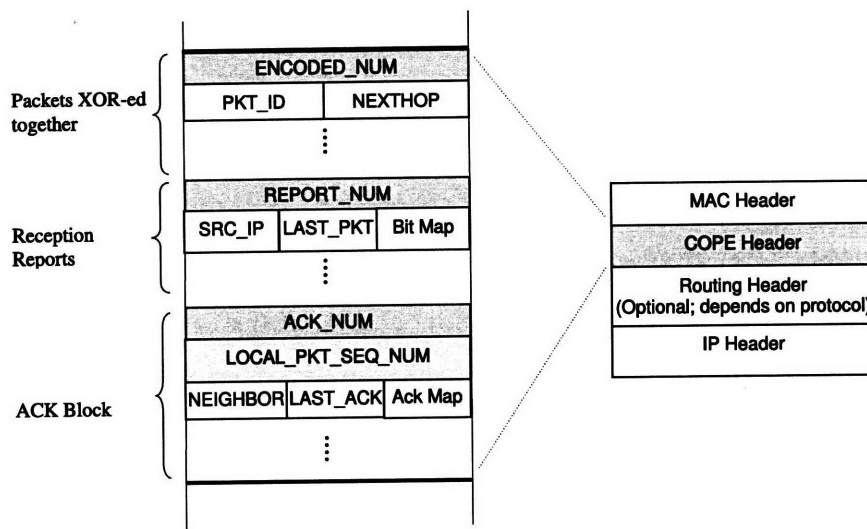 Packets XOR-ed
together
ENCODED_NUM
PKT_ID NEXTHOP
Reception
Reports
REPORT_NUM
SRC_IP LAST_PKT Bit Map
ACK Block
ACK_NUM
LOCAL_PKT_SEQ_NUM
NEIGHBOR LAST_ACK Ack Map
MAC Header
COPE Header
Routing Header
(Optional; depends on protocol)
IP Header